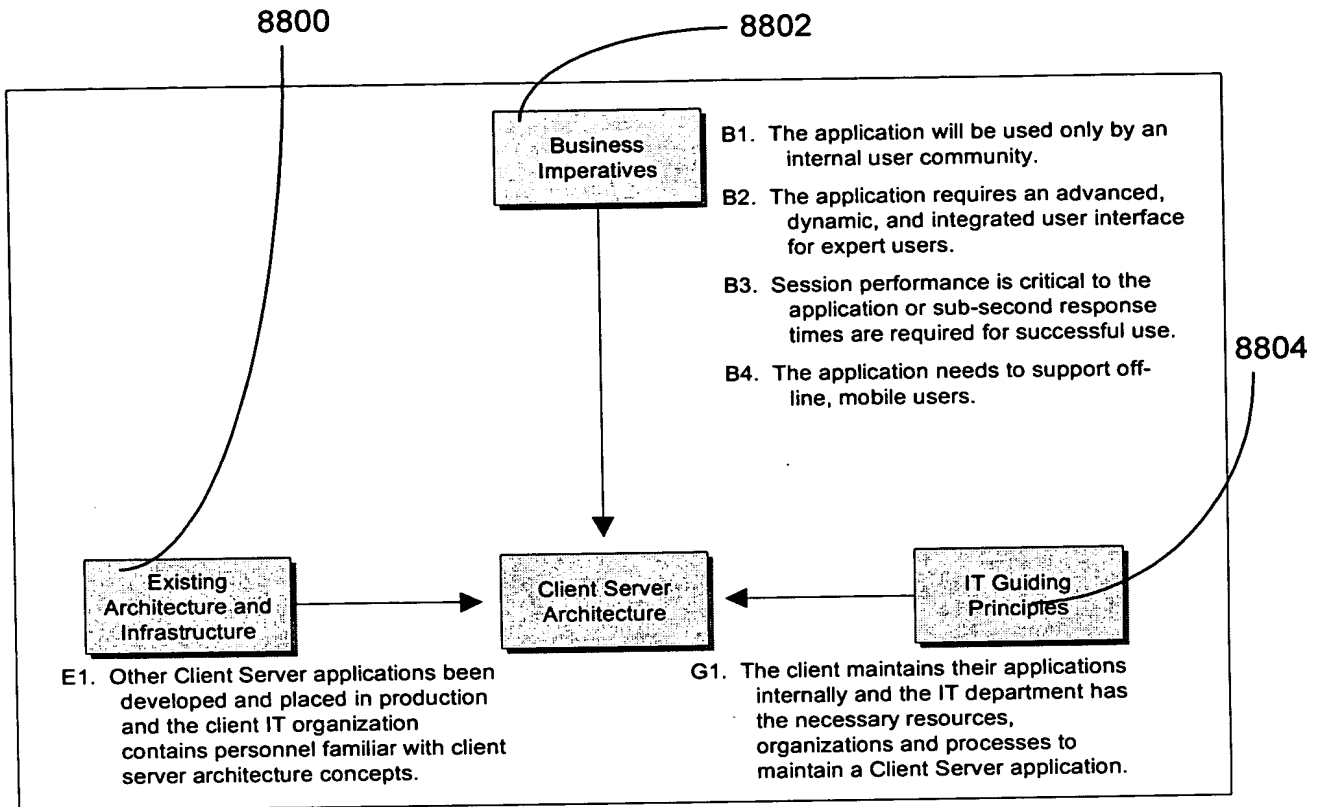 8800
8802
Business
Imperatives
B1. The application will be used only by an
internal user community.
B2. The application requires an advanced,
dynamic, and integrated user interface
for expert users.
B3. Session performance is critical to the
application or sub-second response
times are required for successful use.
B4. The application needs to support off-
line, mobile users.
8804
Existing
Architecture and
Infrastructure
Client Server
Architecture
IT Guiding
Principles
E1. Other Client Server applications been
developed and placed in production
and the client IT organization
contains personnel familiar with client
server architecture concepts.
G1. The client maintains their applications
internally and the IT department has
the necessary resources,
organizations and processes to
maintain a Client Server application.